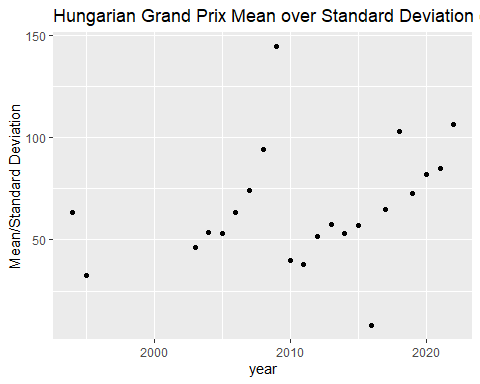 Hungarian Grand Prix Mean over Standard Deviation
150
100
50
Mean/Standard Deviation
2000 2010 2020
year